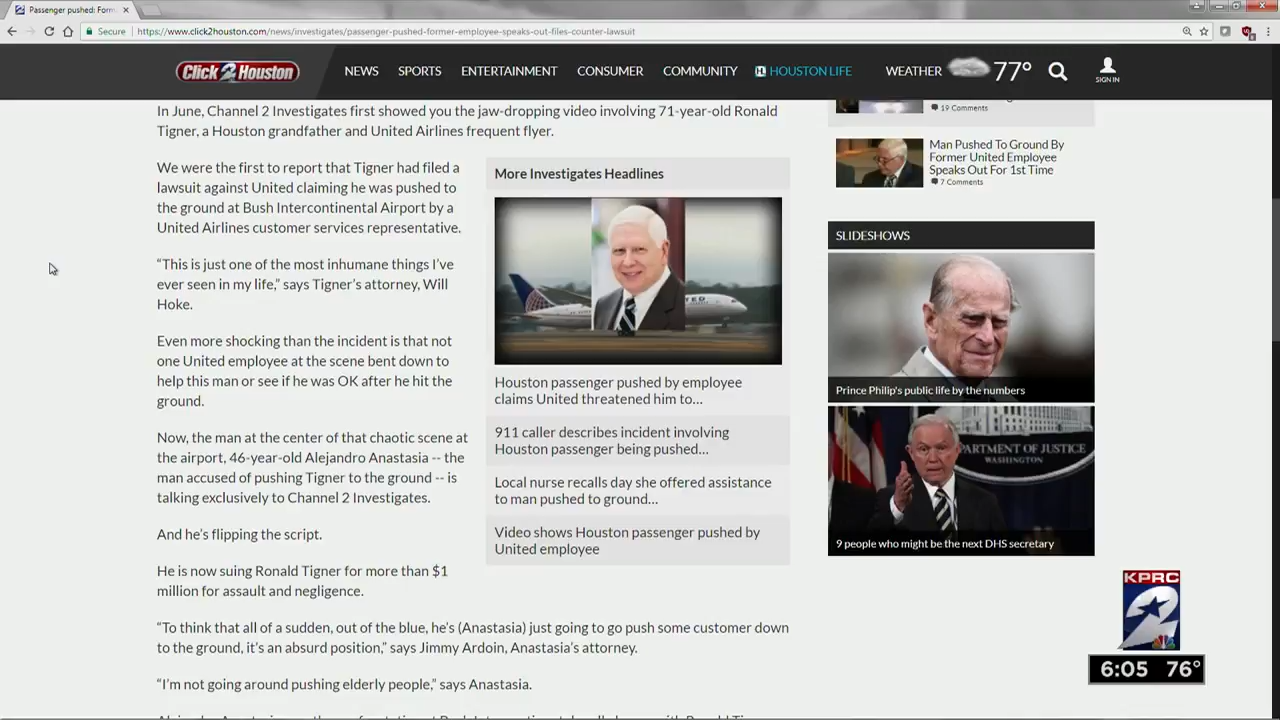 Passenger pushed: Form
Secure
https://www.click2houston.com/news/investigates/passenger-pushed-former-employee-speaks-out-files-counter-lawsuit
Click2Houston
NEWS
SPORTS
ENTERTAINMENT
CONSUMER
COMMUNITY
HOUSTON LIFE
WEATHER
77°
SIGN IN
In June, Channel 2 Investigates first showed you the jaw-dropping video involving 71-year-old Ronald
Tigner, a Houston grandfather and United Airlines frequent flyer.
We were the first to report that Tigner had filed a
lawsuit against United claiming he was pushed to
the ground at Bush Intercontinental Airport by a
United Airlines customer services representative.
“This is just one of the most inhumane things I’ve
ever seen in my life,” says Tigner’s attorney, Will
Hoke.
Even more shocking than the incident is that not
one United employee at the scene bent down to
help this man or see if he was OK after he hit the
ground.
Now, the man at the center of that chaotic scene at
the airport, 46-year-old Alejandro Anastasia -- the
man accused of pushing Tigner to the ground -- is
talking exclusively to Channel 2 Investigates.
And he’s flipping the script.
He is now suing Ronald Tigner for more than $1
million for assault and negligence.
“To think that all of a sudden, out of the blue, he’s (Anastasia) just going to go push some customer down
to the ground, it’s an absurd position,” says Jimmy Ardoin, Anastasia’s attorney.
“I’m not going around pushing elderly people,” says Anastasia.
More Investigates Headlines
Houston passenger pushed by employee
claims United threatened him to...
911 caller describes incident involving
Houston passenger being pushed...
Local nurse recalls day she offered assistance
to man pushed to ground...
Video shows Houston passenger pushed by
United employee
19 Comments
Man Pushed To Ground By
Former United Employee
Speaks Out For 1st Time
7 Comments
SLIDESHOWS
Prince Philip's public life by the numbers
DEPARTMENT OF JUSTICE
WASHINGTON
9 people who might be the next DHS secretary
KPRC
2
6:05 76°